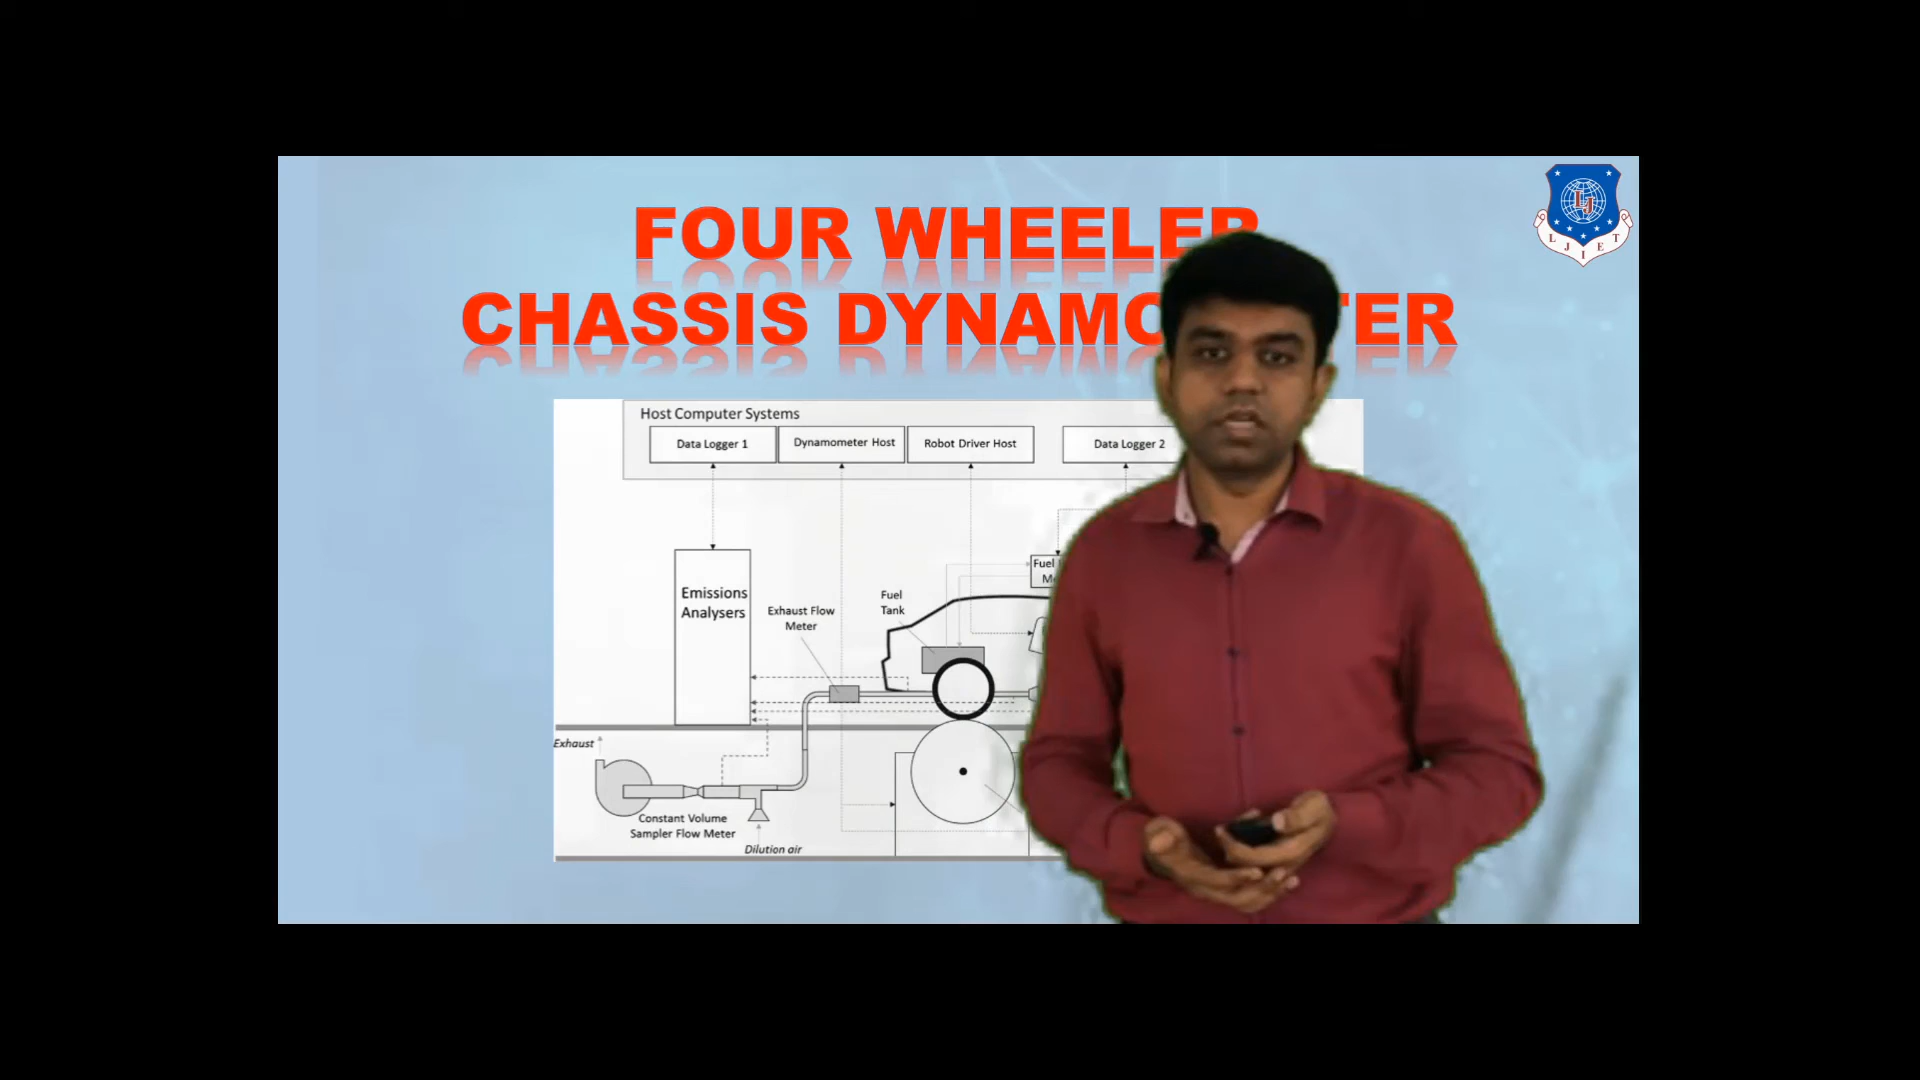 FOUR WHEELER
CHASSIS DYNAMO TER
L J I E T
Host Computer Systems
Data Logger 1
Dynamometer Host
Robot Driver Host
Data Logger 2
Fuel
Emissions
Analysers
Exhaust Flow
Meter
Fuel
Tank
Exhaust
Constant Volume
Sampler Flow Meter
Dilution air